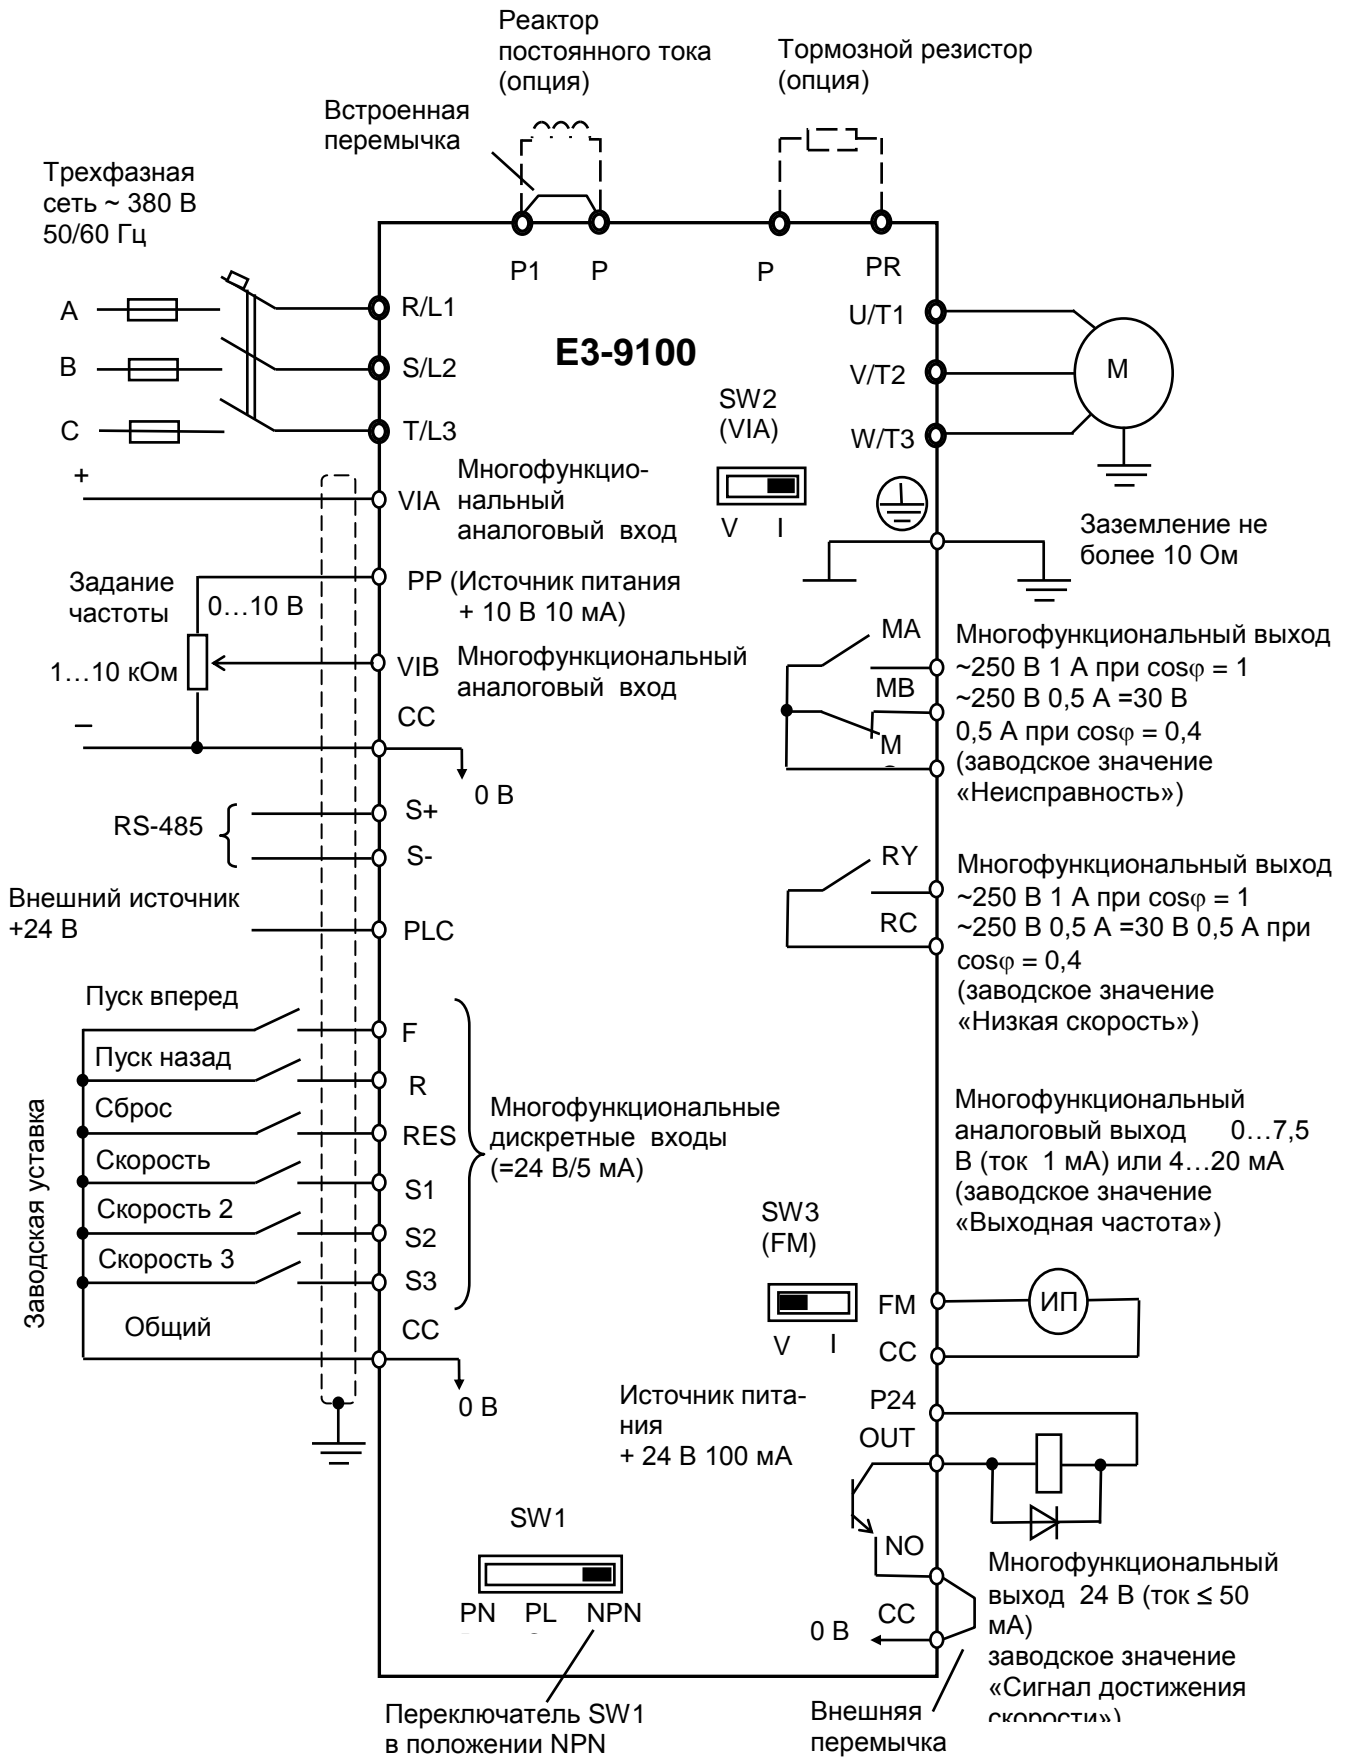 Реактор
постоянного тока
(опция)
Тормозной резистор
(опция)
Встроенная
перемычка
Трехфазная
сеть ~ 380 В
50/60 Гц
P1
P
P
PR
A
R/L1
U/T1
B
S/L2
E3-9100
V/T2
M
C
T/L3
W/T3
SW2
(VIA)
V I
+
VIA
Многофункцио-
нальный
аналоговый вход
Заземление не
более 10 Ом
Задание
частоты
0…10 В
1…10 кОм
PP (Источник питания
+ 10 В 10 мА)
VIB
Многофункциональный
аналоговый вход
CC
–
0 В
MA
MB
M
Многофункциональный выход
~250 В 1 А при cosφ = 1
~250 В 0,5 А =30 В
0,5 А при cosφ = 0,4
(заводское значение
«Неисправность»)
RS-485
S+
S-
Внешний источник
+24 В
PLC
RY
RC
Многофункциональный выход
~250 В 1 А при cosφ = 1
~250 В 0,5 А =30 В 0,5 А при
cosφ = 0,4
(заводское значение
«Низкая скорость»)
Заводская уставка
Пуск вперед
F
Пуск назад
R
Сброс
RES
Скорость
S1
Скорость 2
S2
Скорость 3
S3
Общий
CC
0 В
Многофункциональные
дискретные входы
(=24 В/5 мА)
Многофункциональный
аналоговый выход 0…7,5
В (ток 1 мА) или 4…20 мА
(заводское значение
«Выходная частота»)
SW3
(FM)
V I
FM
ИП
CC
Источник пита-
ния
+ 24 В 100 мА
P24
OUT
NO
CC
0 В
SW1
PN PL NPN
Переключатель SW1
в положении NPN
Внешняя
перемычка
Многофункциональный
выход 24 В (ток ≤ 50
мА)
заводское значение
«Сигнал достижения
скорости»)